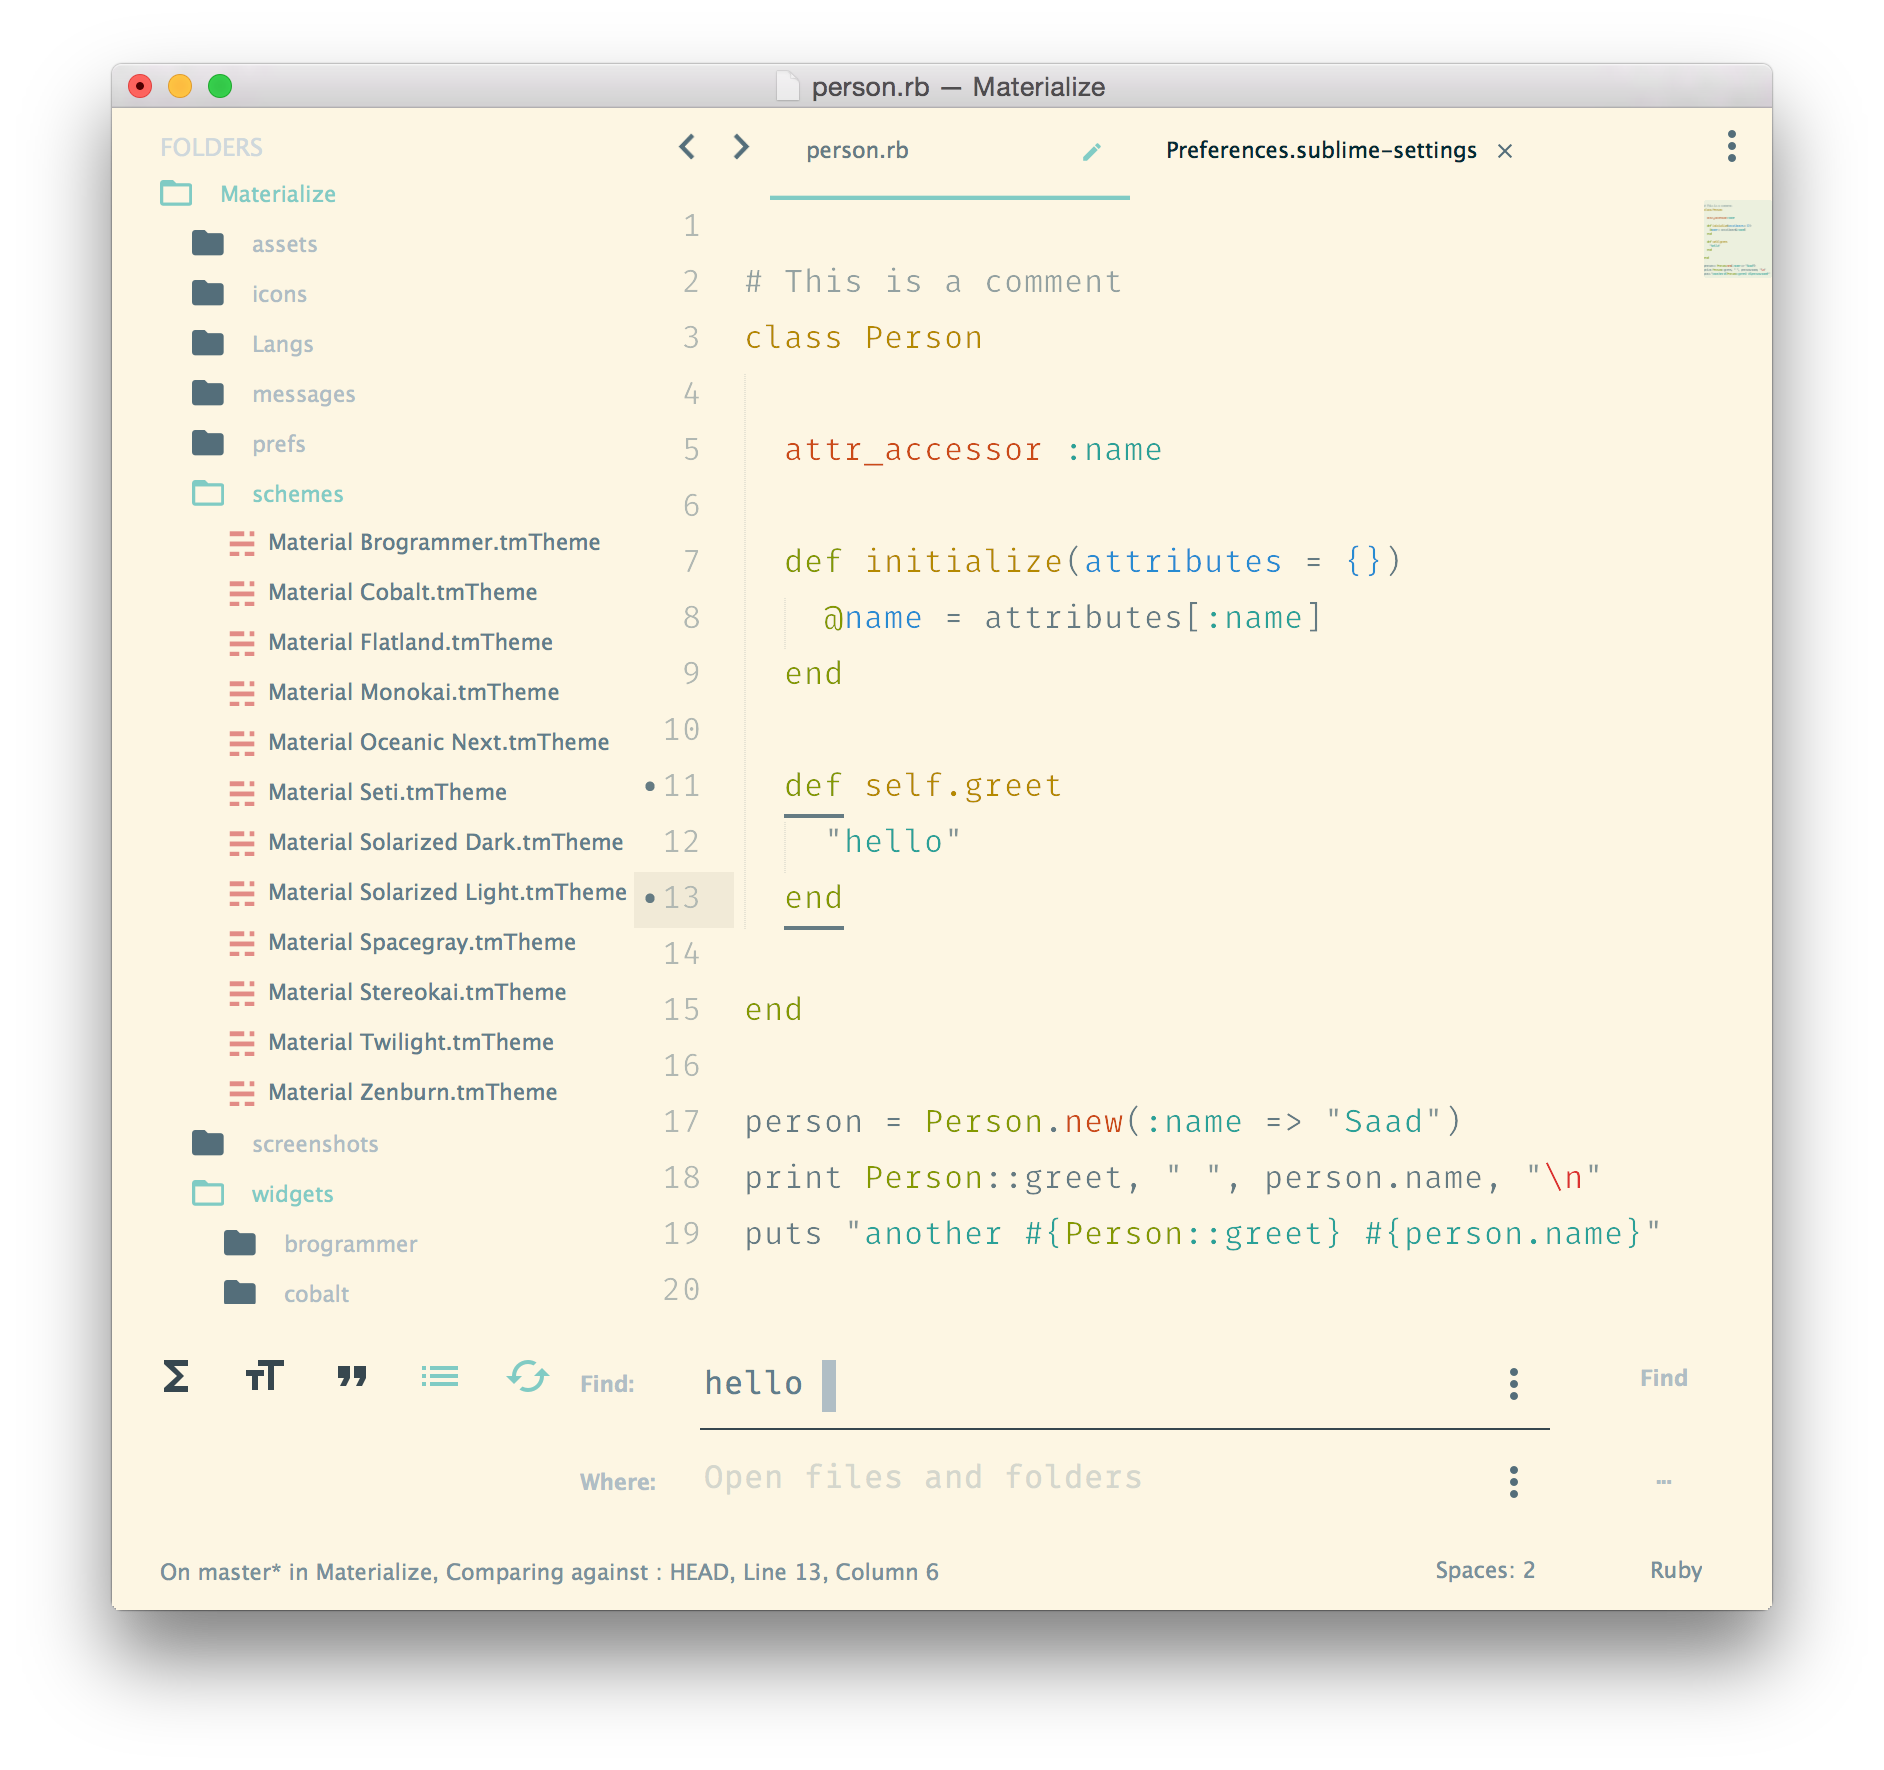 person.rb — Materialize
FOLDERS
Materialize
assets
icons
Langs
messages
prefs
schemes
Material Brogrammer.tmTheme
Material Cobalt.tmTheme
Material Flatland.tmTheme
Material Monokai.tmTheme
Material Oceanic Next.tmTheme
Material Seti.tmTheme
Material Solarized Dark.tmTheme
Material Solarized Light.tmTheme
Material Spacegray.tmTheme
Material Stereokai.tmTheme
Material Twilight.tmTheme
Material Zenburn.tmTheme
screenshots
widgets
brogrammer
cobalt
person.rb Preferences.sublime-settings
1
2 # This is a comment
3 class Person
4
5   attr_accessor :name
6
7   def initialize(attributes = {})
8     @name = attributes[:name]
9   end
10
11   def self.greet
12     "hello"
13   end
14
15 end
16
17 person = Person.new(:name => "Saad")
18 print Person::greet, " ", person.name, "\n"
19 puts "another #{Person::greet} #{person.name}"
20
Find: hello Find
Where: Open files and folders ...
On master* in Materialize, Comparing against : HEAD, Line 13, Column 6 Spaces: 2 Ruby